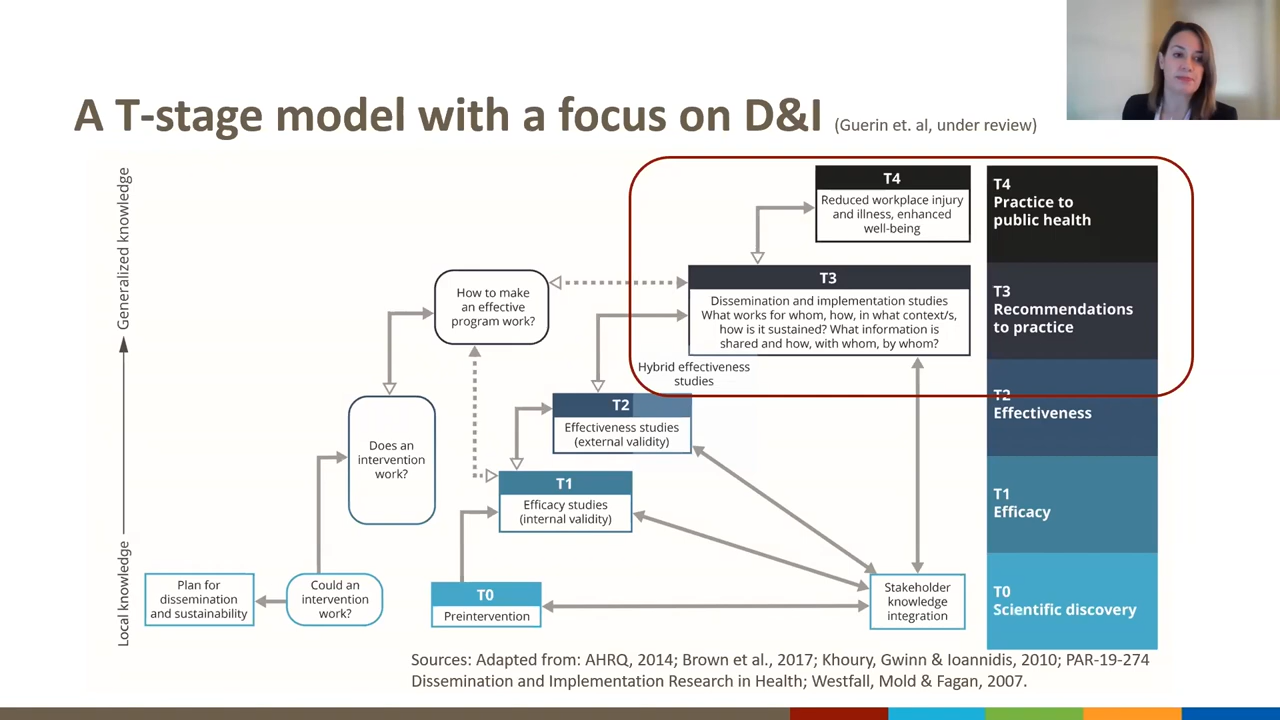 A T-stage model with a focus on D&I (Guerin et. al, under review)
Generalized knowledge
Local knowledge
T4
Reduced workplace injury
and illness, enhanced
well-being
T3
Dissemination and implementation studies
What works for whom, how, in what context/s,
how is it sustained? What information is
shared and how, with whom, by whom?
How to make
an effective
program work?
Hybrid effectiveness
studies
T2
Effectiveness studies
(external validity)
Does an
intervention
work?
T1
Efficacy studies
(internal validity)
Plan for
dissemination
and sustainability
Could an
intervention
work?
T0
Preintervention
Stakeholder
knowledge
integration
T4
Practice to
public health
T3
Recommendations
to practice
T2
Effectiveness
T1
Efficacy
T0
Scientific discovery
Sources: Adapted from: AHRQ, 2014; Brown et al., 2017; Khoury, Gwinn & Ioannidis, 2010; PAR-19-274
Dissemination and Implementation Research in Health; Westfall, Mold & Fagan, 2007.